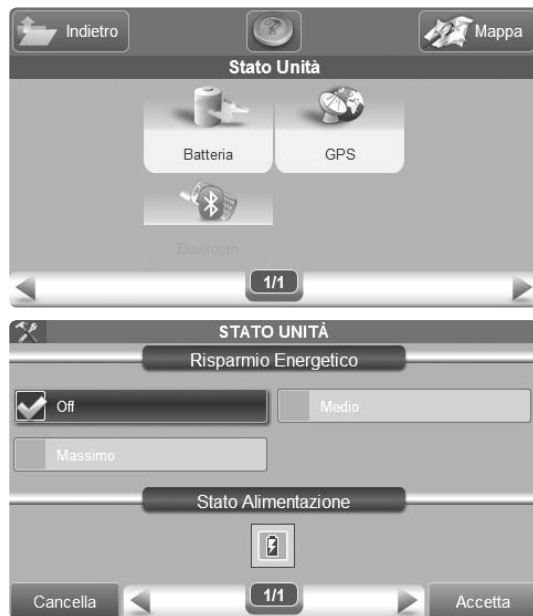 Indietro
Mappa
Stato Unità
Batteria GPS
Bluetooth
1/1
STATO UNITÀ
Risparmio Energetico
Off Medio
Massimo
Stato Alimentazione
Cancella 1/1 Accetta